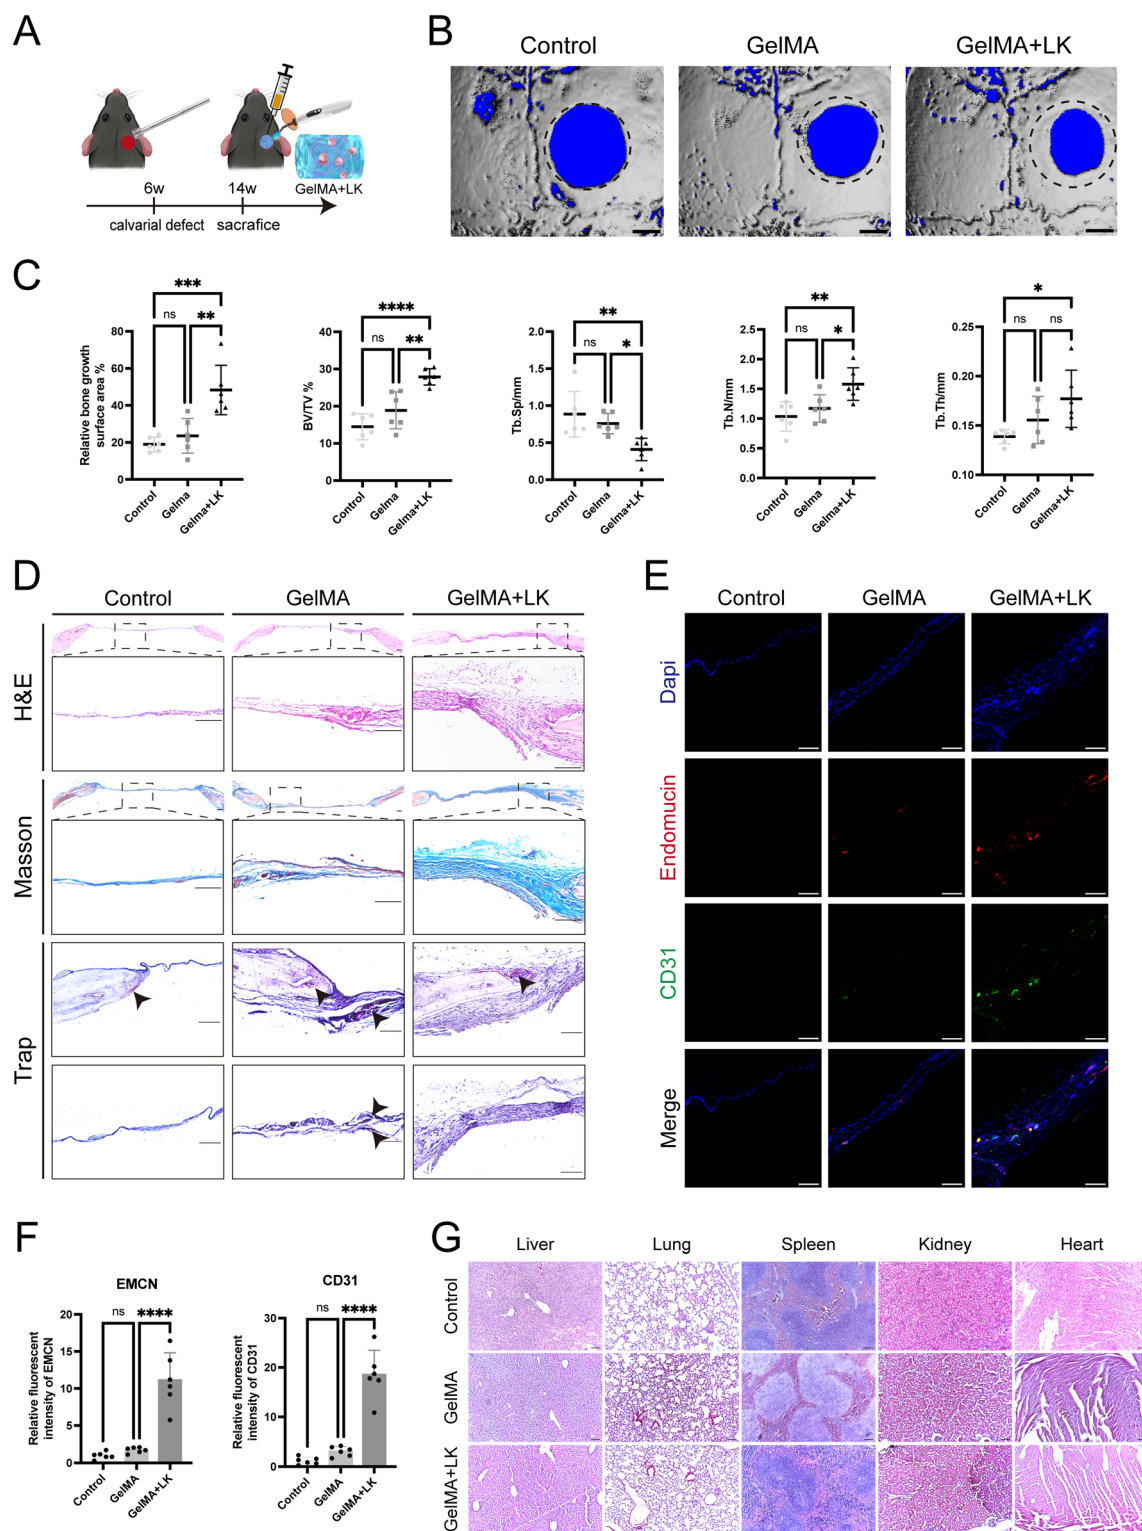 A
6w
14w
GelMA+LK
calvarial defect
sacrafice
B
Control
GelMA
GelMA+LK
C
Relative bone growth
surface area %
80
60
40
20
0
***
ns
**
Control
Gelma
Gelma+LK
BV/TV %
40
30
20
10
0
****
ns
**
Control
Gelma
Gelma+LK
Tb.Sp/mm
2.0
1.5
1.0
0.5
0.0
**
ns
*
Control
Gelma
Gelma+LK
Tb.N/mm
2.5
2.0
1.5
1.0
0.5
0.0
**
ns
*
Control
Gelma
Gelma+LK
Tb.Th/mm
0.25
0.20
0.15
0.10
*
ns
ns
Control
Gelma
Gelma+LK
D
Control
GelMA
GelMA+LK
H&E
Masson
Trap
E
Control
GelMA
GelMA+LK
Dapi
Endomucin
CD31
Merge
F
EMCN
Relative fluorescent
intensity of EMCN
20
15
10
5
0
ns
****
Control
GelMA
GelMA+LK
CD31
Relative fluorescent
intensity of CD31
30
20
10
0
ns
****
Control
GelMA
GelMA+LK
G
Liver
Lung
Spleen
Kidney
Heart
Control
GelMA
GelMA+LK